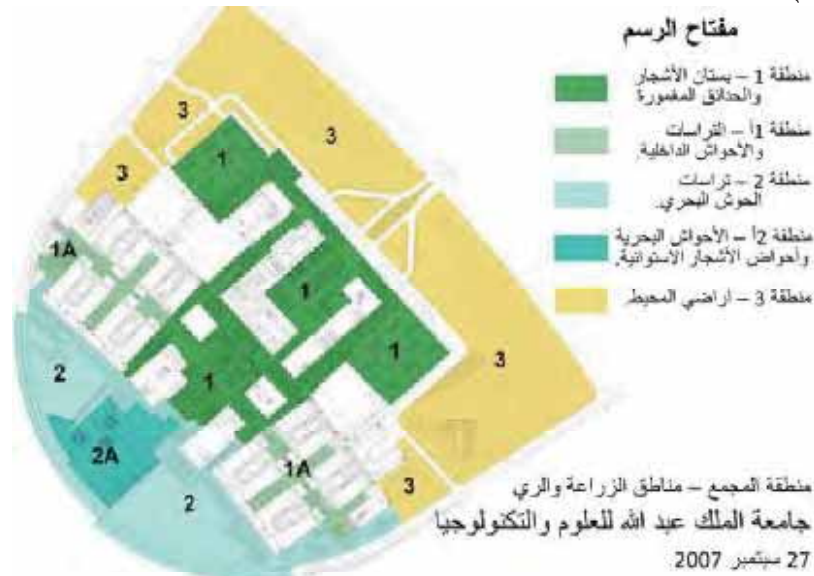 مفتاح الرسم
منطقة 1 – بستان الأشجار
والحدائق المغمورة
منطقة 1أ – التراسات
والأحواش الداخلية.
منطقة 2 – تراسات
الحوش البحري.
منطقة 2أ – الأحواش البحرية
وأحواض الأشجار الاستوائية.
منطقة 3 – أراضي المحيط
3
3
1
3
1A
1
1
3
2
1
2A
1A
3
2
منطقة المجمع – مناطق الزراعة والري
جامعة الملك عبد الله للعلوم والتكنولوجيا
27 سبتمبر 2007